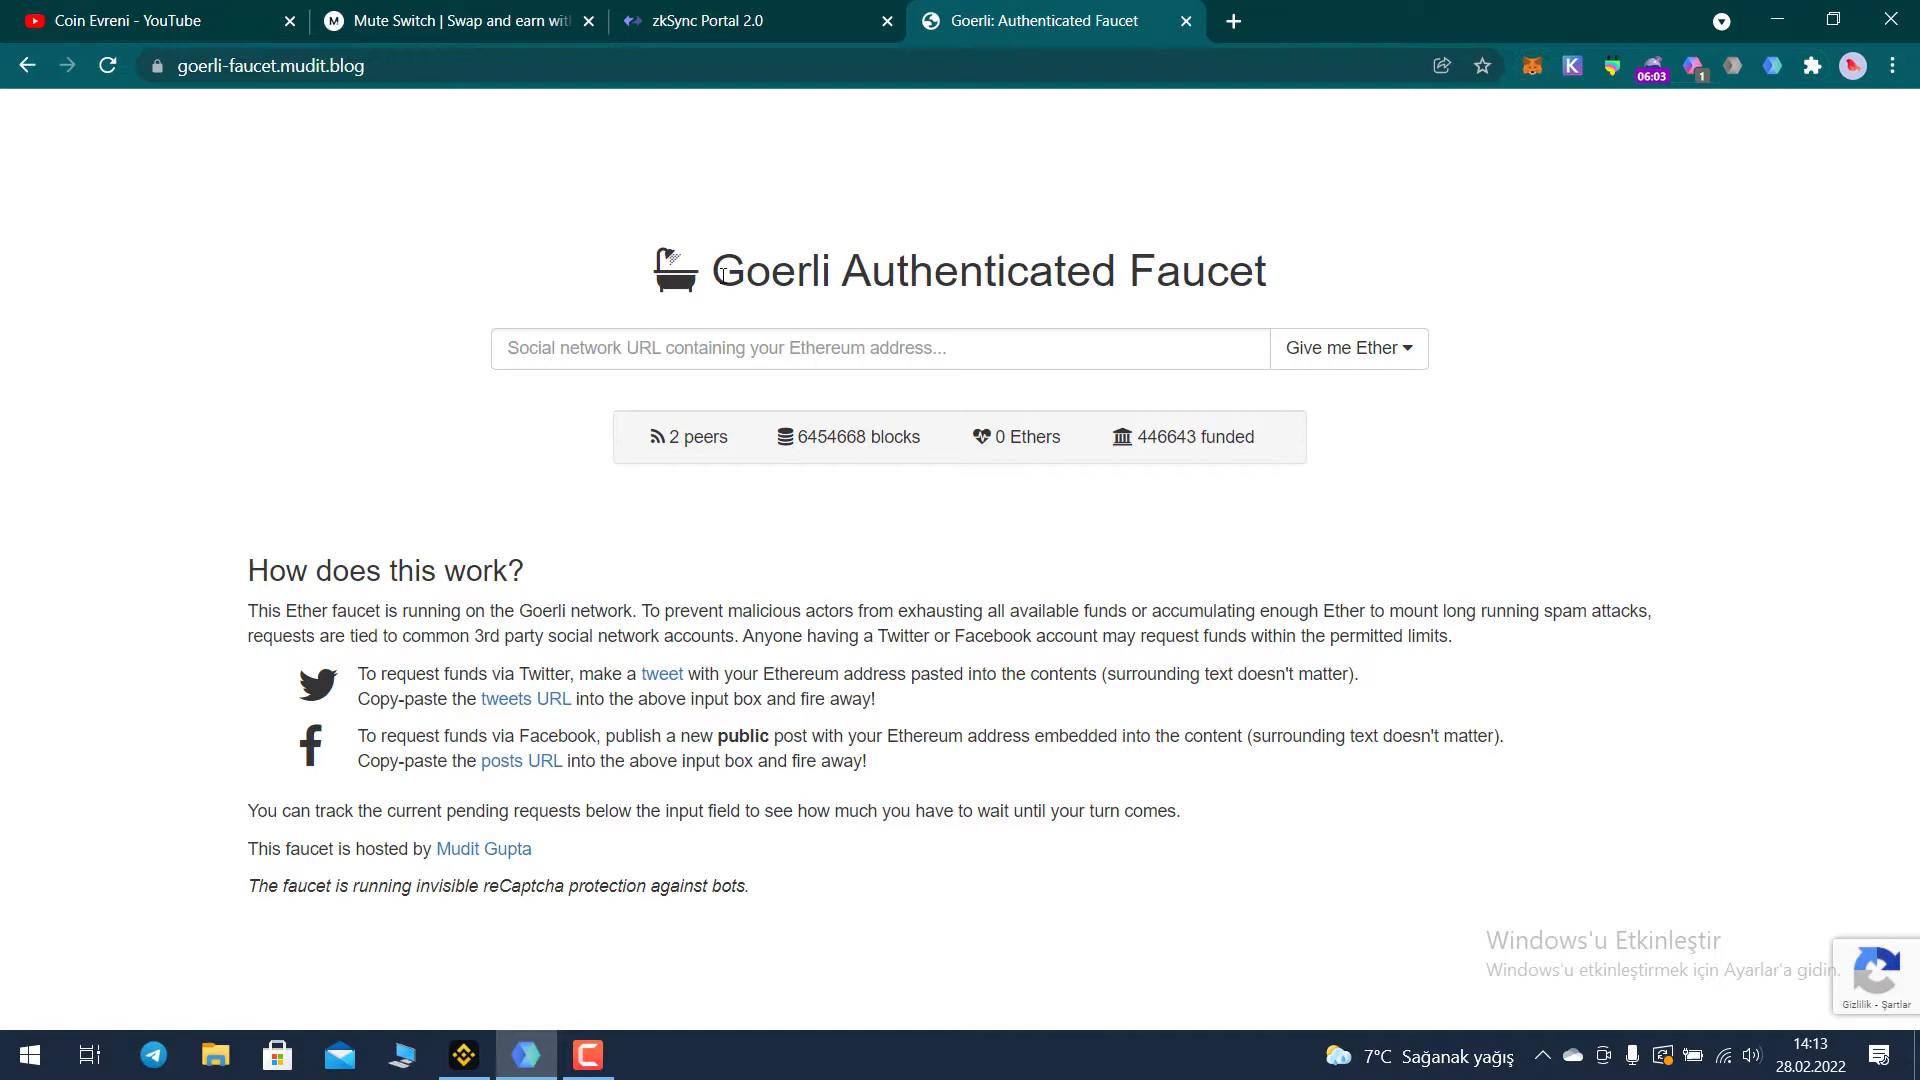 Coin Evreni - YouTube
Mute Switch | Swap and earn wit
zkSync Portal 2.0
Goerli: Authenticated Faucet
goerli-faucet.mudit.blog
06:03
1
Goerli Authenticated Faucet
Social network URL containing your Ethereum address...
Give me Ether
2 peers
6454668 blocks
0 Ethers
446643 funded
How does this work?
This Ether faucet is running on the Goerli network. To prevent malicious actors from exhausting all available funds or accumulating enough Ether to mount long running spam attacks,
requests are tied to common 3rd party social network accounts. Anyone having a Twitter or Facebook account may request funds within the permitted limits.
To request funds via Twitter, make a tweet with your Ethereum address pasted into the contents (surrounding text doesn't matter).
Copy-paste the tweets URL into the above input box and fire away!
To request funds via Facebook, publish a new public post with your Ethereum address embedded into the content (surrounding text doesn't matter).
Copy-paste the posts URL into the above input box and fire away!
You can track the current pending requests below the input field to see how much you have to wait until your turn comes.
This faucet is hosted by Mudit Gupta
The faucet is running invisible reCaptcha protection against bots.
Windows'u Etkinleştir
Windows'u etkinleştirmek için Ayarlar'a gidin.
Gizlilik - Şartlar
7°C Sağanak yağış
14:13
28.02.2022